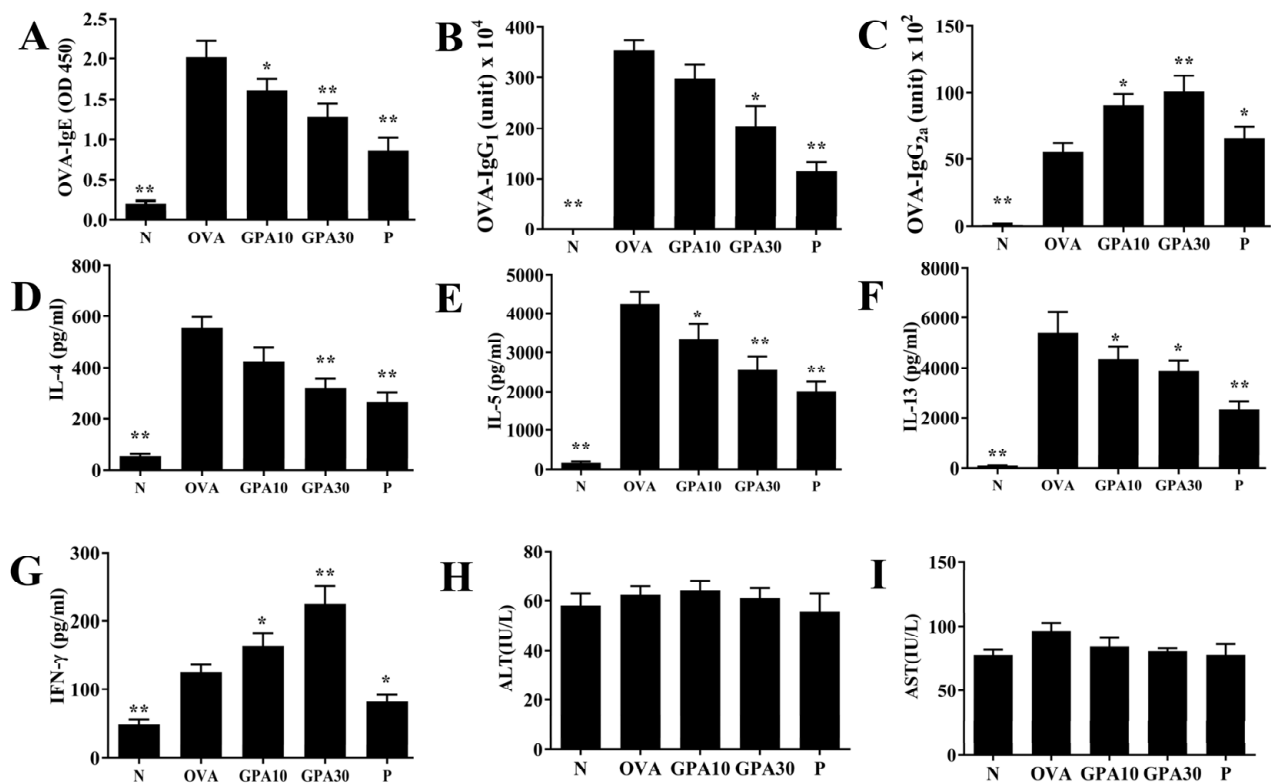 A
OVA-IgE (OD 450)
2.5
2.0
1.5
1.0
0.5
0.0
**
*
**
**
N OVA GPA10 GPA30 P
B
OVA-IgG1 (unit) x 10^4
400
300
200
100
0
**
*
**
N OVA GPA10 GPA30 P
C
OVA-IgG2a (unit) x 10^2
150
100
50
0
**
*
**
*
N OVA GPA10 GPA30 P
D
IL-4 (pg/ml)
800
600
400
200
0
**
**
**
N OVA GPA10 GPA30 P
E
IL-5 (pg/ml)
5000
4000
3000
2000
1000
0
**
*
**
**
N OVA GPA10 GPA30 P
F
IL-13 (pg/ml)
8000
6000
4000
2000
0
**
*
*
**
N OVA GPA10 GPA30 P
G
IFN-γ (pg/ml)
300
200
100
0
**
*
**
*
N OVA GPA10 GPA30 P
H
ALT(IU/L)
80
60
40
20
0
N OVA GPA10 GPA30 P
I
AST(IU/L)
150
100
50
0
N OVA GPA10 GPA30 P